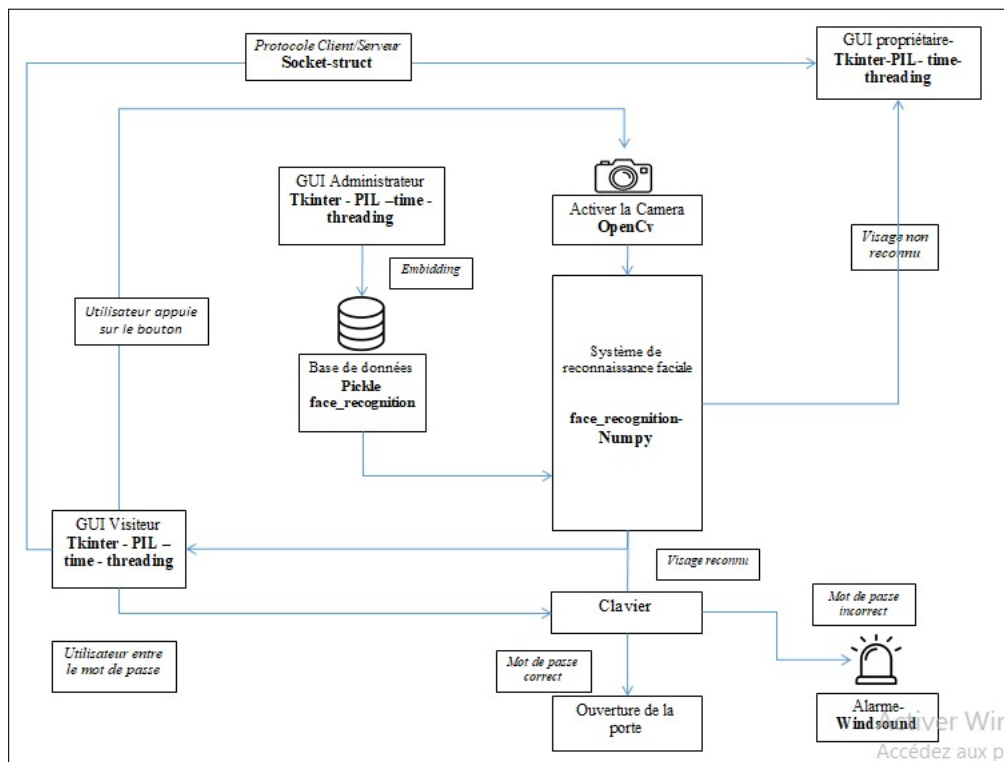 Protocole Client/Serveur
Socket-struct
GUI propriétaire-
Tkinter-PIL - time-
threading
GUI Administrateur
Tkinter - PIL –time -
threading
Activer la Camera
OpenCv
Visage non
reconnu
Embidding
Utilisateur appuie
sur le bouton
Base de données
Pickle
face_recognition
Système de
reconnaissance faciale
face_recognition-
Numpy
GUI Visiteur
Tkinter - PIL –
time - threading
Visage reconnu
Clavier
Mot de passe
incorrect
Utilisateur entre
le mot de passe
Mot de passe
correct
Ouverture de la
porte
Alarme-
Windsound
Activer Win
Accédez aux p